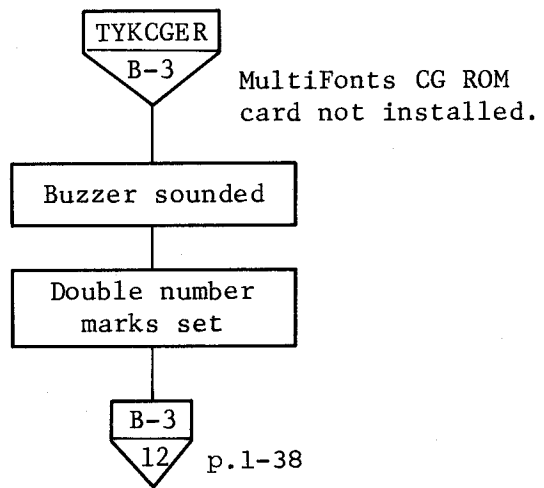 TYKCGER
B-3
MultiFonts CG ROM
card not installed.
Buzzer sounded
Double number
marks set
B-3
12
p.1-38